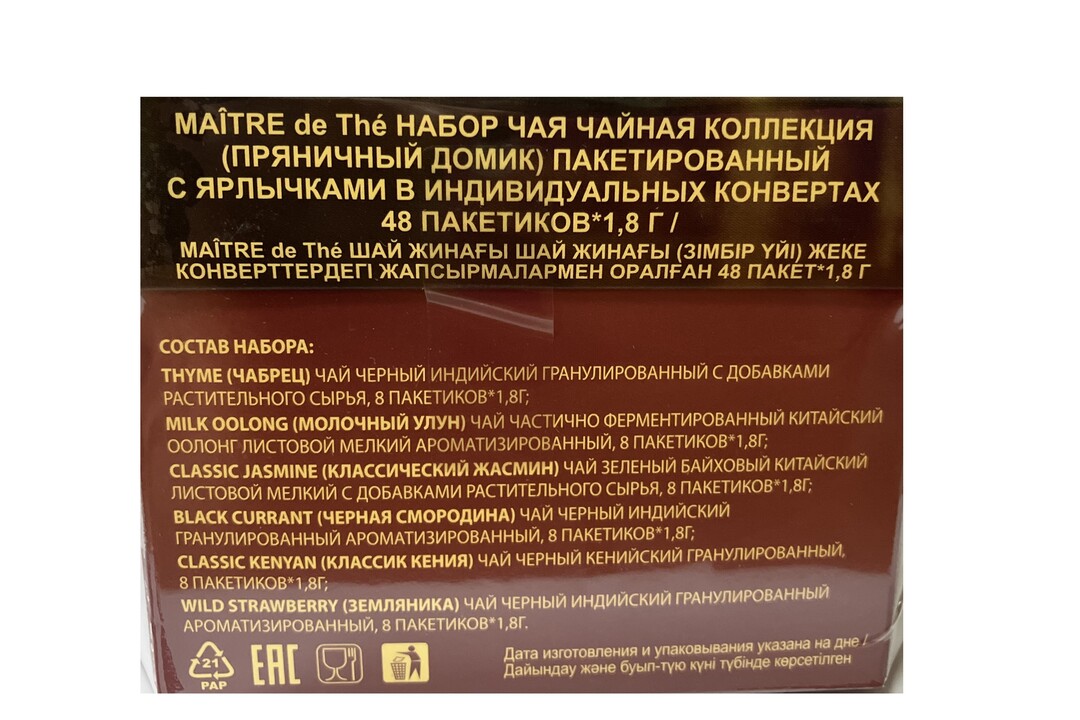 MAÎTRE de Thé НАБОР ЧАЯ ЧАЙНАЯ КОЛЛЕКЦИЯ
(ПРЯНИЧНЫЙ ДОМИК) ПАКЕТИРОВАННЫЙ
С ЯРЛЫЧКАМИ В ИНДИВИДУАЛЬНЫХ КОНВЕРТАХ
48 ПАКЕТИКОВ*1,8 Г /
MAÎTRE de Thé ШАЙ ЖИНАҒЫ ШАЙ ЖИНАҒЫ (ЗІМБІР ҮЙІ) ЖЕКЕ
КОНВЕРТТЕРДЕГІ ЖАПСЫРМАЛАРМЕН ОРАЛҒАН 48 ПАКЕТ*1,8 Г
СОСТАВ НАБОРА:
THYME (ЧАБРЕЦ) ЧАЙ ЧЕРНЫЙ ИНДИЙСКИЙ ГРАНУЛИРОВАННЫЙ С ДОБАВКАМИ
РАСТИТЕЛЬНОГО СЫРЬЯ, 8 ПАКЕТИКОВ*1,8Г;
MILK OOLONG (МОЛОЧНЫЙ УЛУН) ЧАЙ ЧАСТИЧНО ФЕРМЕНТИРОВАННЫЙ КИТАЙСКИЙ
ООЛОНГ ЛИСТОВОЙ МЕЛКИЙ АРОМАТИЗИРОВАННЫЙ, 8 ПАКЕТИКОВ*1,8Г;
CLASSIC JASMINE (КЛАССИЧЕСКИЙ ЖАСМИН) ЧАЙ ЗЕЛЕНЫЙ БАЙХОВЫЙ КИТАЙСКИЙ
ЛИСТОВОЙ МЕЛКИЙ С ДОБАВКАМИ РАСТИТЕЛЬНОГО СЫРЬЯ, 8 ПАКЕТИКОВ*1,8Г;
BLACK CURRANT (ЧЕРНАЯ СМОРОДИНА) ЧАЙ ЧЕРНЫЙ ИНДИЙСКИЙ
ГРАНУЛИРОВАННЫЙ АРОМАТИЗИРОВАННЫЙ, 8 ПАКЕТИКОВ*1,8Г;
CLASSIC KENYAN (КЛАССИК КЕНИЯ) ЧАЙ ЧЕРНЫЙ КЕНИЙСКИЙ ГРАНУЛИРОВАННЫЙ,
8 ПАКЕТИКОВ*1,8Г;
WILD STRAWBERRY (ЗЕМЛЯНИКА) ЧАЙ ЧЕРНЫЙ ИНДИЙСКИЙ ГРАНУЛИРОВАННЫЙ
АРОМАТИЗИРОВАННЫЙ, 8 ПАКЕТИКОВ*1,8Г.
21
PAP
EAC
Дата изготовления и упаковывания указана на дне /
Дайындау және буып-түю күні түбінде көрсетілген